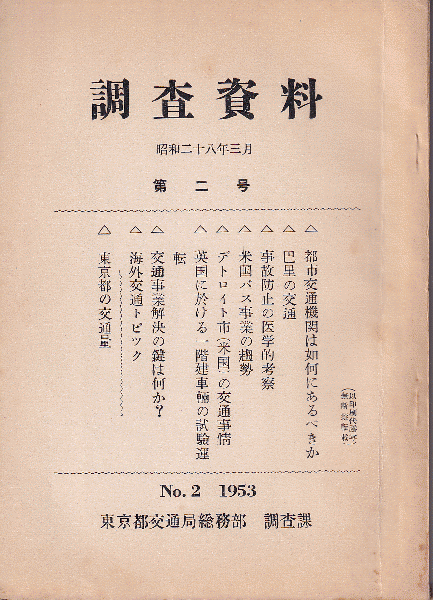 調査資料
昭和二十八年三月
第二号
△ 都市交通機関は如何にあるべきか
△ 巴里の交通
△ 事故防止の医学的考察
△ 米国バス事業の趨勢
△ デトロイト市(米国)の交通事情
△ 英国に於ける一階建車輛の試験運
転
△ 交通事業解決の鍵は何か?
△ 海外交通トピック
△ 東京都の交通量
No. 2 1953
東京都交通局総務部 調査課